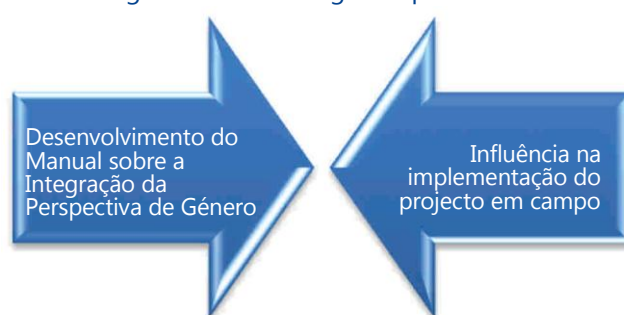 Desenvolvimento do
Manual sobre a
Integração da
Perspectiva de Género
Influência na
implementação do
projecto em campo